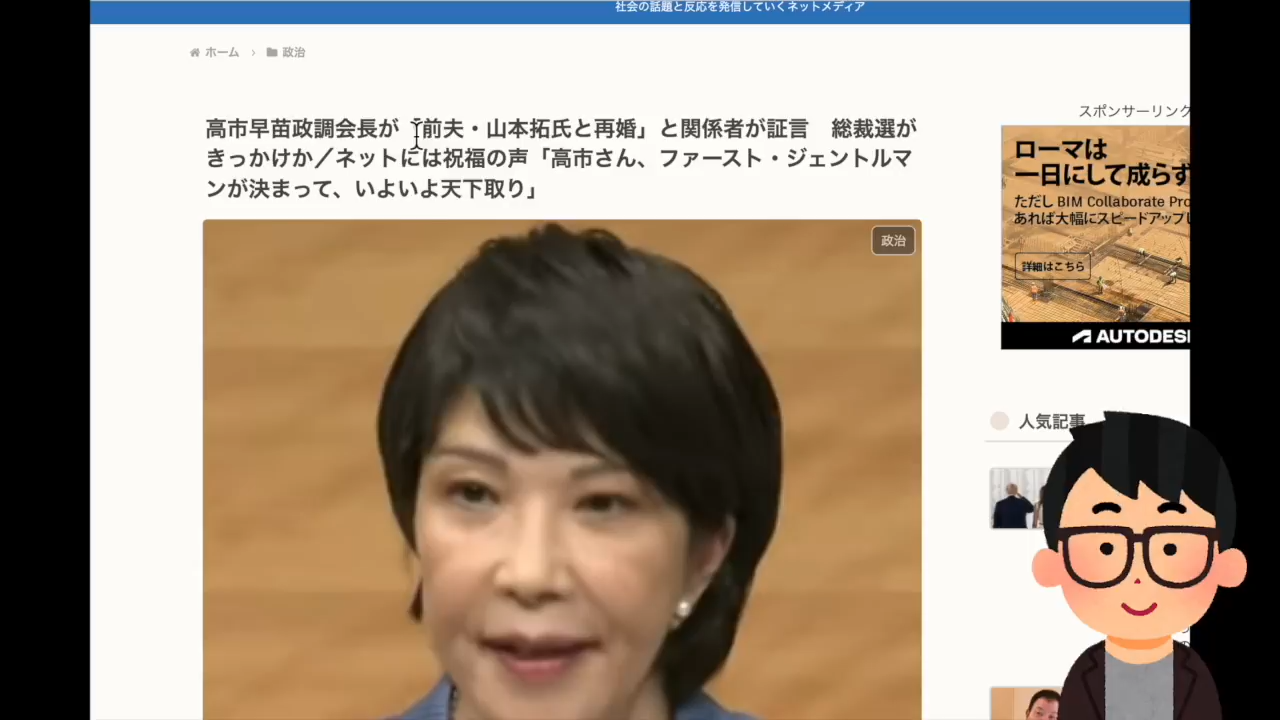 社会の話題と反応を発信していくネットメディア
ホーム › 政治
高市早苗政調会長が「前夫・山本拓氏と再婚」と関係者が証言　総裁選が
きっかけか／ネットには祝福の声「高市さん、ファースト・ジェントルマ
ンが決まって、いよいよ天下取り」
政治
スポンサーリンク
ローマは
一日にして成らず
ただし BIM Collaborate Pro
あれば大幅にスピードアップ
詳細はこちら
AUTODES
人気記事